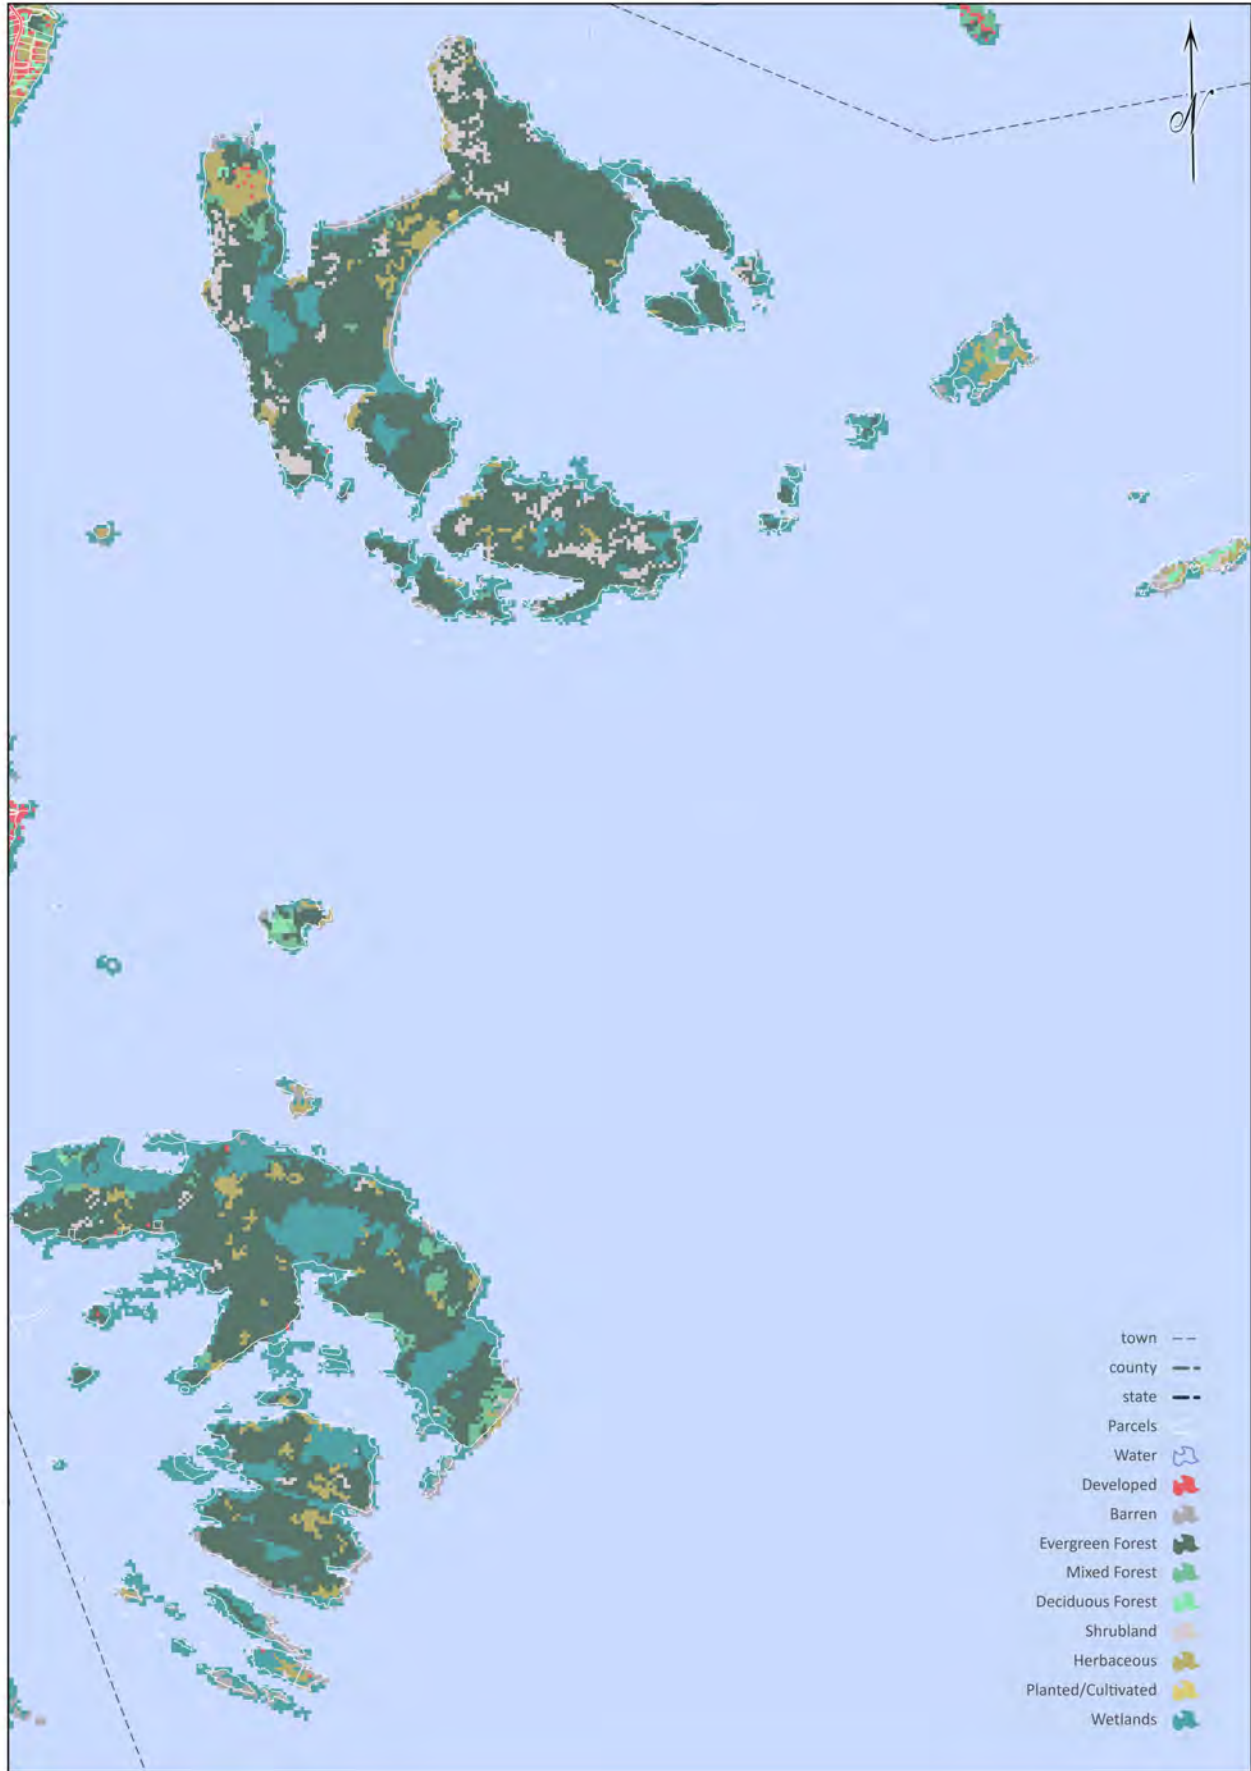 N
town
county
state
Parcels
Water
Developed
Barren
Evergreen Forest
Mixed Forest
Deciduous Forest
Shrubland
Herbaceous
Planted/Cultivated
Wetlands